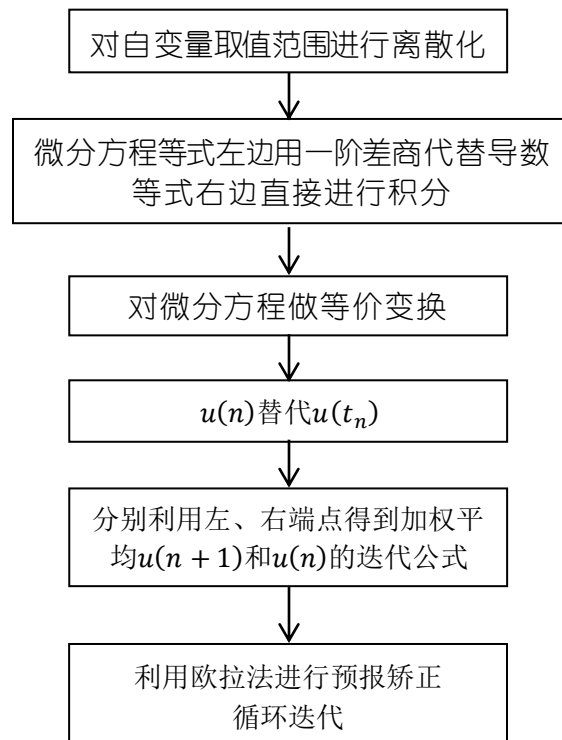 对自变量取值范围进行离散化
微分方程等式左边用一阶差商代替导数
等式右边直接进行积分
对微分方程做等价变换
u(n)替代u(tₙ)
分别利用左、右端点得到加权平
均u(n + 1)和u(n)的迭代公式
利用欧拉法进行预报矫正
循环迭代